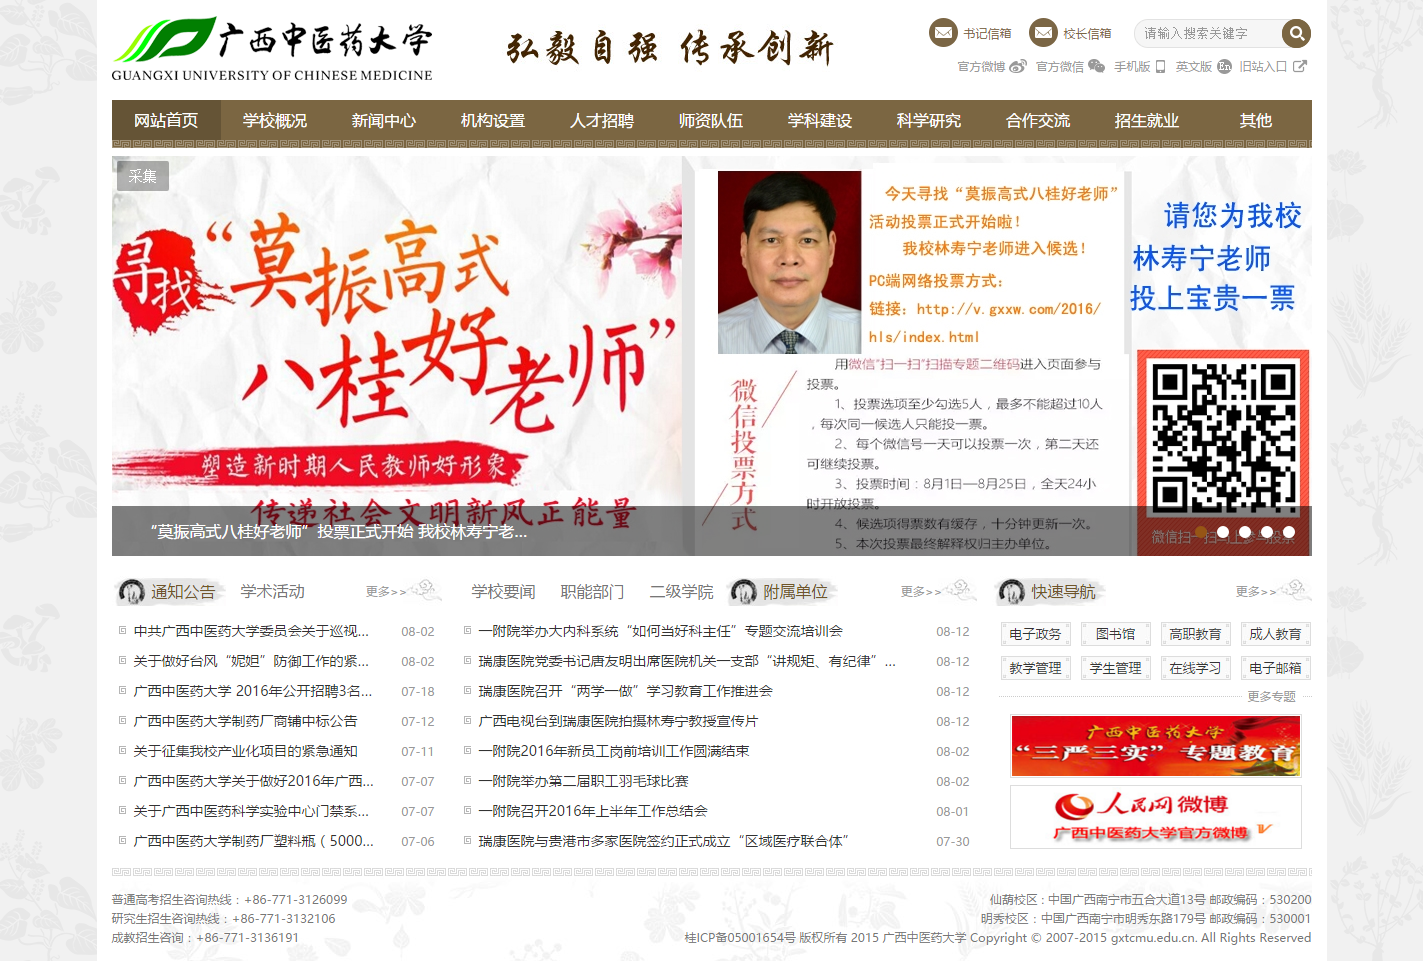 广西中医药大学
GUANGXI UNIVERSITY OF CHINESE MEDICINE
弘毅自强 传承创新
书记信箱 校长信箱 请输入搜索关键字
官方微博 官方微信 手机版 英文版 En 旧站入口
网站首页 学校概况 新闻中心 机构设置 人才招聘 师资队伍 学科建设 科学研究 合作交流 招生就业 其他
采集
寻找
“莫振高式
八桂好老师”
塑造新时期人民教师好形象
传递社会文明新风正能量
今天寻找“莫振高式八桂好老师”
活动投票正式开始啦！
我校林寿宁老师进入候选！
PC端网络投票方式：
链接：http://v.gxxw.com/2016/
hls/index.html
微信投票方式
用微信“扫一扫”扫描专题二维码进入页面参与
投票。
1、投票选项至少勾选5人，最多不能超过10人
，每次同一候选人只能投一票。
2、每个微信号一天可以投票一次，第二天还
可继续投票。
3、投票时间：8月1日—8月25日，全天24小
时开放投票。
4、候选项得票数有缓存，十分钟更新一次。
5、本次投票最终解释权归主办单位。
请您为我校
林寿宁老师
投上宝贵一票
微信扫一扫马上参与投票
“莫振高式八桂好老师”投票正式开始 我校林寿宁老...
通知公告 学术活动 更多>>
中共广西中医药大学委员会关于巡视... 08-02
关于做好台风“妮妲”防御工作的紧... 08-02
广西中医药大学 2016年公开招聘3名... 07-18
广西中医药大学制药厂商铺中标公告 07-12
关于征集我校产业化项目的紧急通知 07-11
广西中医药大学关于做好2016年广西... 07-07
关于广西中医药科学实验中心门禁系... 07-07
广西中医药大学制药厂塑料瓶（5000... 07-06
学校要闻 职能部门 二级学院 附属单位 更多>>
一附院举办大内科系统“如何当好科主任”专题交流培训会 08-12
瑞康医院党委书记唐友明出席医院机关一支部“讲规矩、有纪律”... 08-12
瑞康医院召开“两学一做”学习教育工作推进会 08-12
广西电视台到瑞康医院拍摄林寿宁教授宣传片 08-12
一附院2016年新员工岗前培训工作圆满结束 08-02
一附院举办第二届职工羽毛球比赛 08-02
一附院召开2016年上半年工作总结会 08-01
瑞康医院与贵港市多家医院签约正式成立“区域医疗联合体” 07-30
快速导航 更多>>
电子政务 图书馆 高职教育 成人教育
教学管理 学生管理 在线学习 电子邮箱
更多专题
广西中医药大学
“三严三实”专题教育
人民网微博
广西中医药大学官方微博
普通高考招生咨询热线：+86-771-3126099
研究生招生咨询热线：+86-771-3132106
成教招生咨询：+86-771-3136191
仙葫校区：中国广西南宁市五合大道13号 邮政编码：530200
明秀校区：中国广西南宁市明秀东路179号 邮政编码：530001
桂ICP备05001654号 版权所有 2015 广西中医药大学 Copyright © 2007-2015 gxtcmu.edu.cn. All Rights Reserved